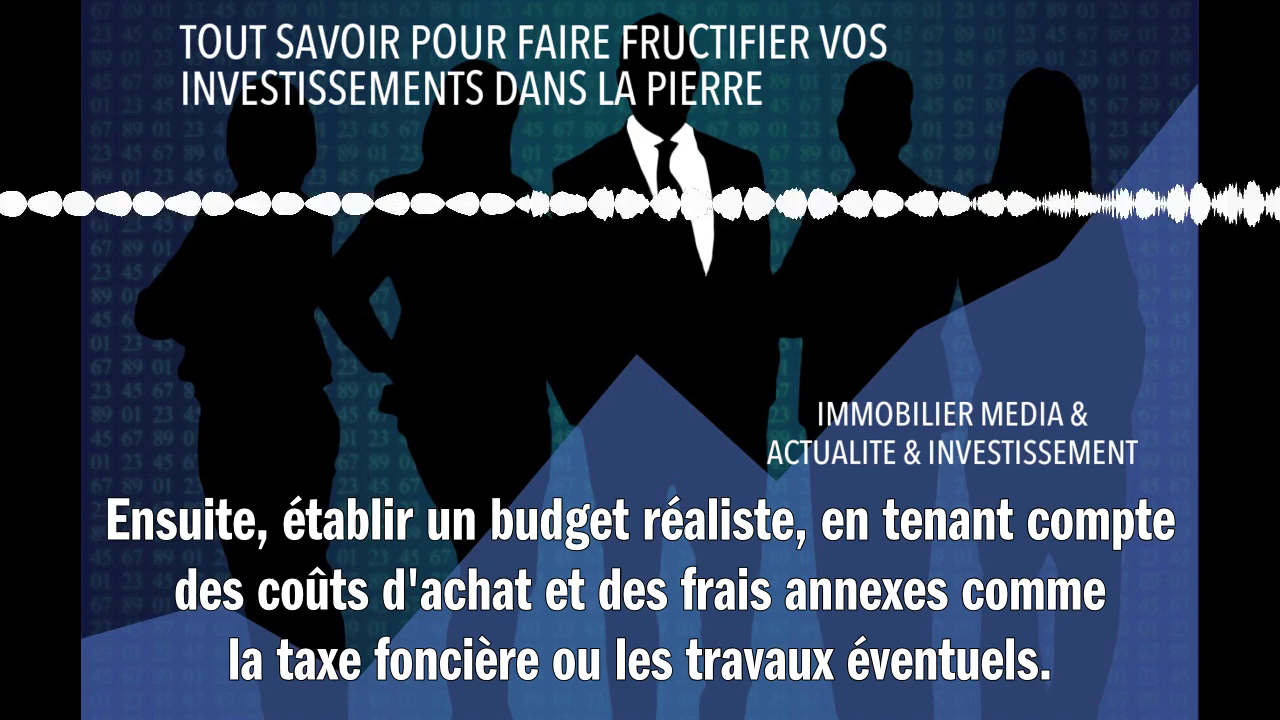 TOUT SAVOIR POUR FAIRE FRUCTIFIER VOS
INVESTISSEMENTS DANS LA PIERRE
IMMOBILIER MEDIA &
ACTUALITE & INVESTISSEMENT
Ensuite, établir un budget réaliste, en tenant compte
des coûts d'achat et des frais annexes comme
la taxe foncière ou les travaux éventuels.